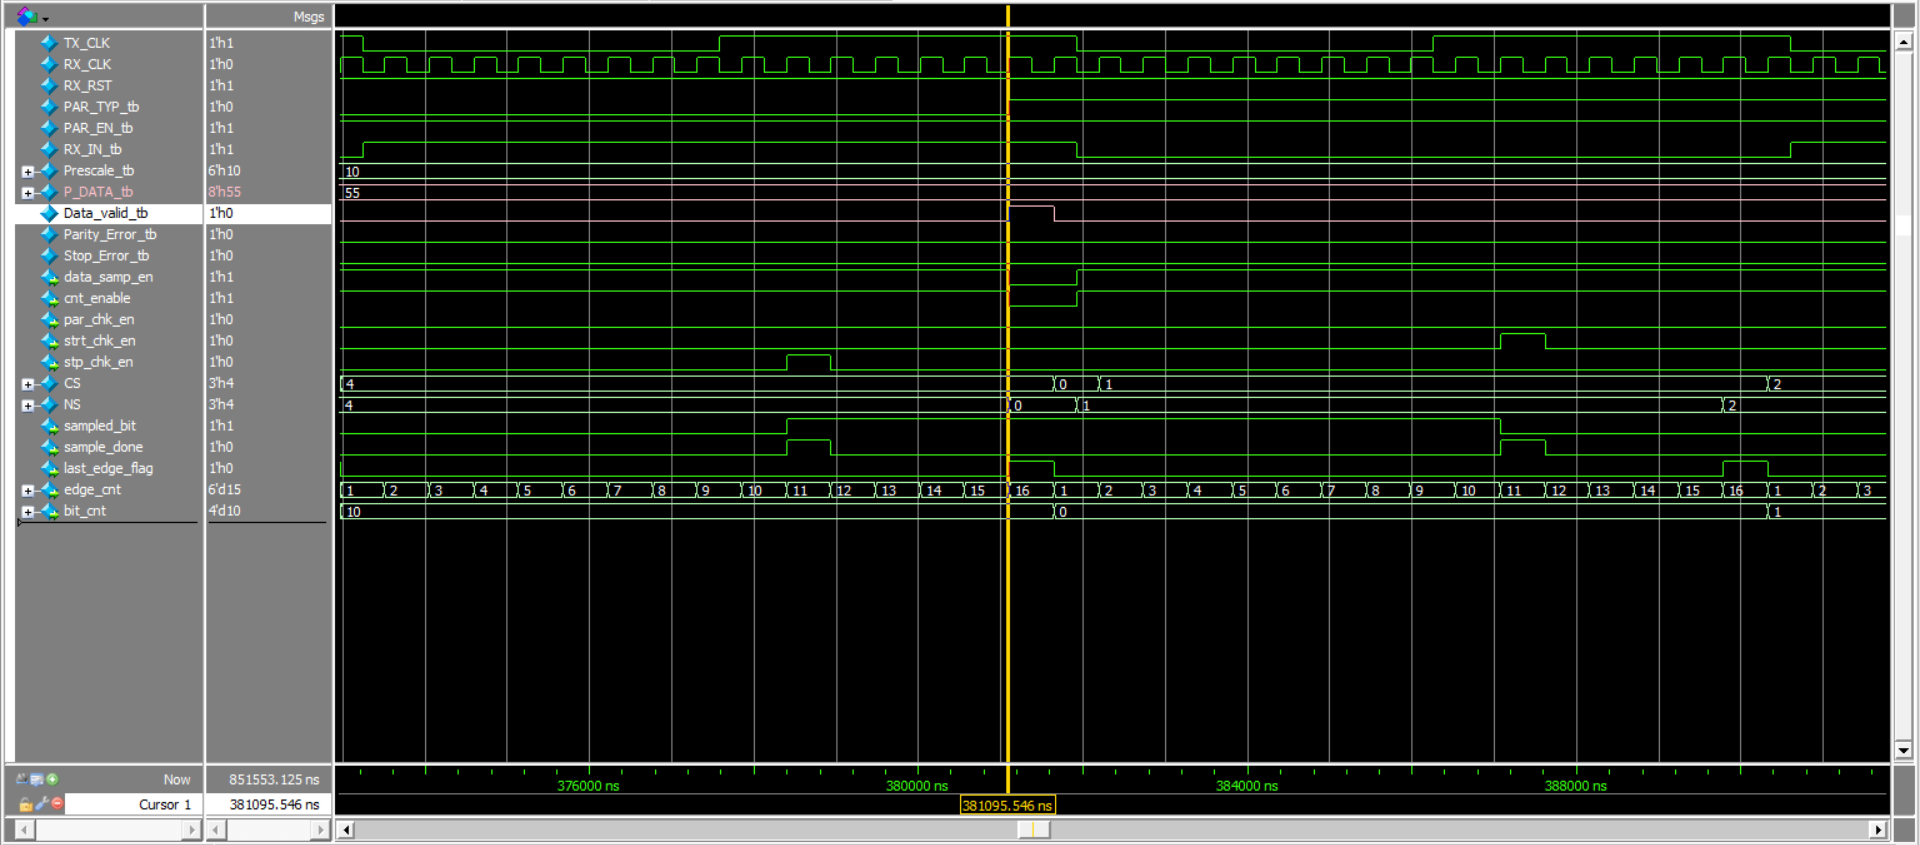 Msgs
TX_CLK 1'h1
RX_CLK 1'h0
RX_RST 1'h1
PAR_TYP_tb 1'h0
PAR_EN_tb 1'h1
RX_IN_tb 1'h1
Prescale_tb 6'h10 10
P_DATA_tb 8'h55 55
Data_valid_tb 1'h0
Parity_Error_tb 1'h0
Stop_Error_tb 1'h0
data_samp_en 1'h1
cnt_enable 1'h1
par_chk_en 1'h0
strt_chk_en 1'h0
stp_chk_en 1'h0
CS 3'h4 4 0 1 2
NS 3'h4 4 0 1 2
sampled_bit 1'h1
sample_done 1'h0
last_edge_flag 1'h0
edge_cnt 6'd15 1 2 3 4 5 6 7 8 9 10 11 12 13 14 15 16 1 2 3 4 5 6 7 8 9 10 11 12 13 14 15 16 1 2 3
bit_cnt 4'd10 10 0 1
Now 851553.125 ns 376000 ns 380000 ns 384000 ns 388000 ns
Cursor 1 381095.546 ns 381095.546 ns